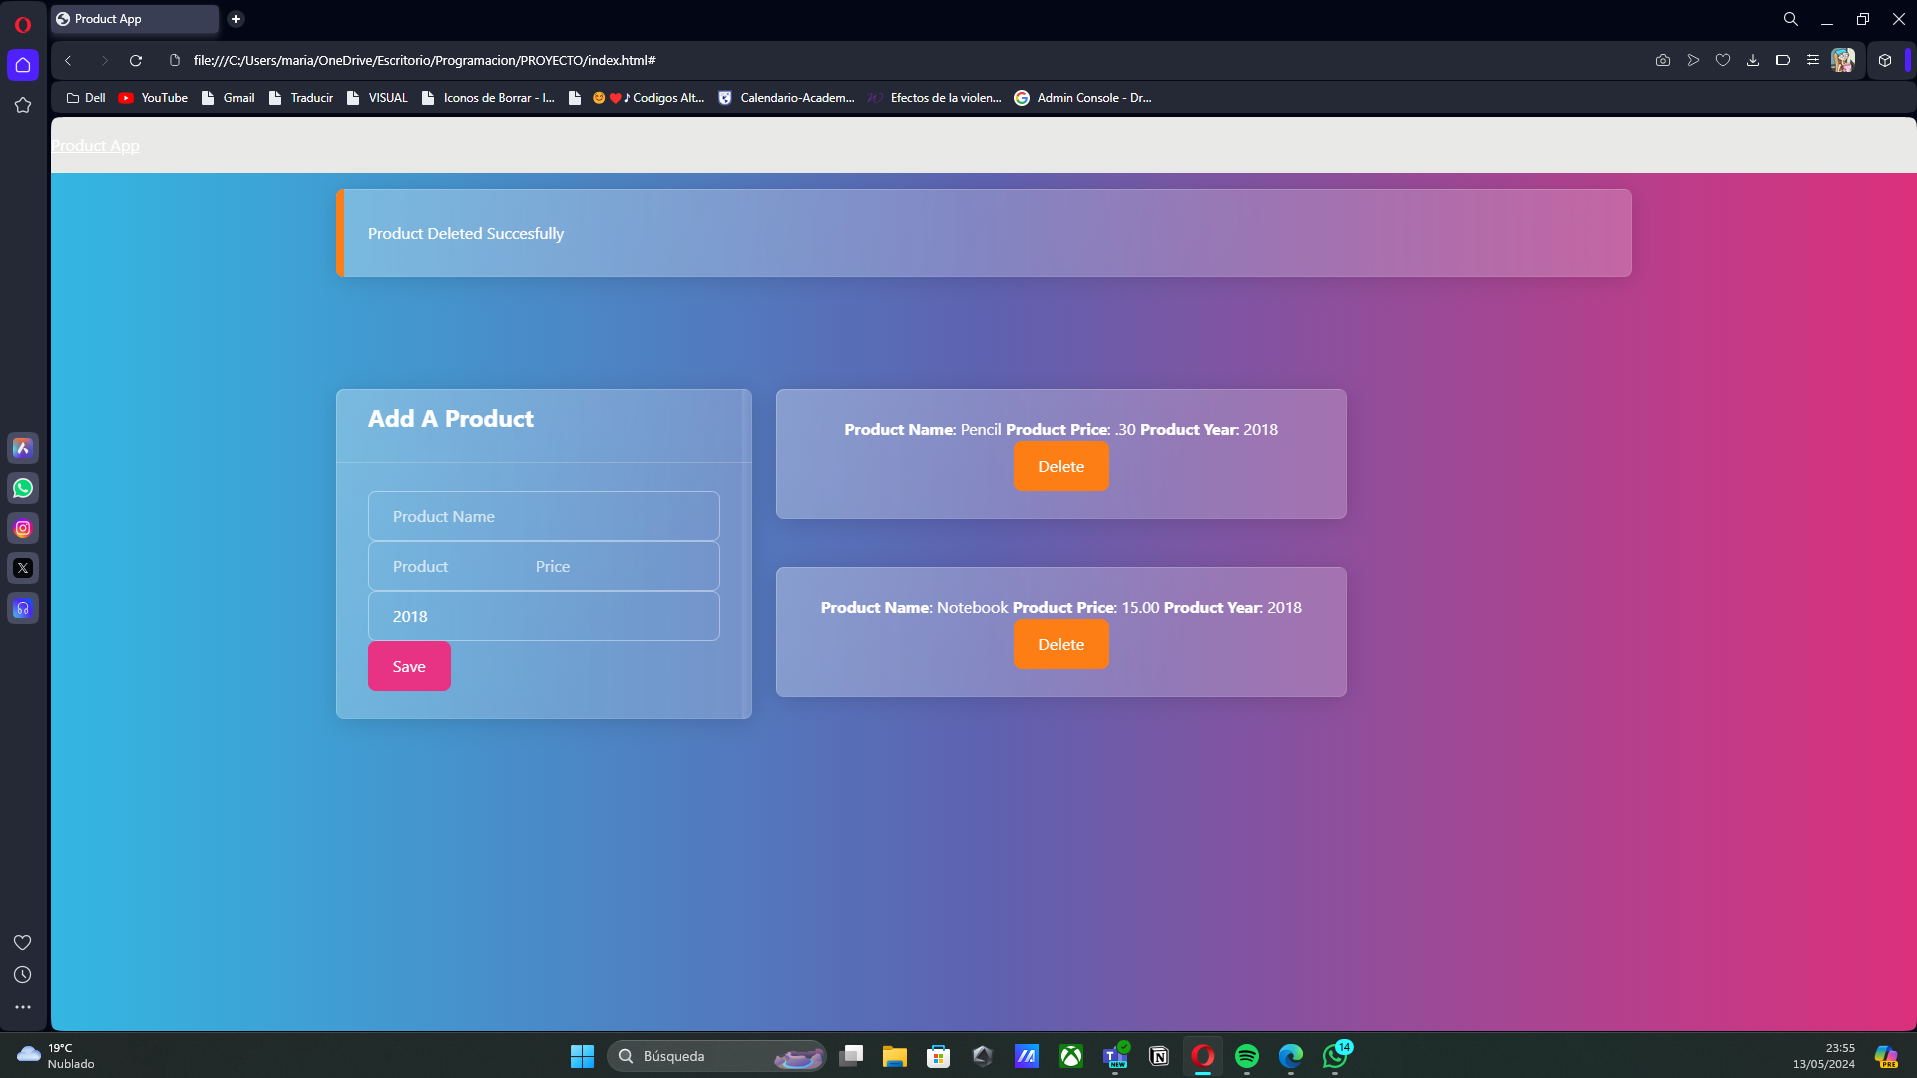 Product App
file:///C:/Users/maria/OneDrive/Escritorio/Programacion/PROYECTO/index.html#
Dell YouTube Gmail Traducir VISUAL Iconos de Borrar - I... 😊❤♪Codigos Alt... Calendario-Academ... Efectos de la violen... Admin Console - Dr...
Product App
Product Deleted Succesfully
Add A Product
Product Name
Product Price
2018
Save
Product Name: Pencil Product Price: .30 Product Year: 2018
Delete
Product Name: Notebook Product Price: 15.00 Product Year: 2018
Delete
19°C
Nublado
Búsqueda
NEW
14
23:55
13/05/2024
PRE